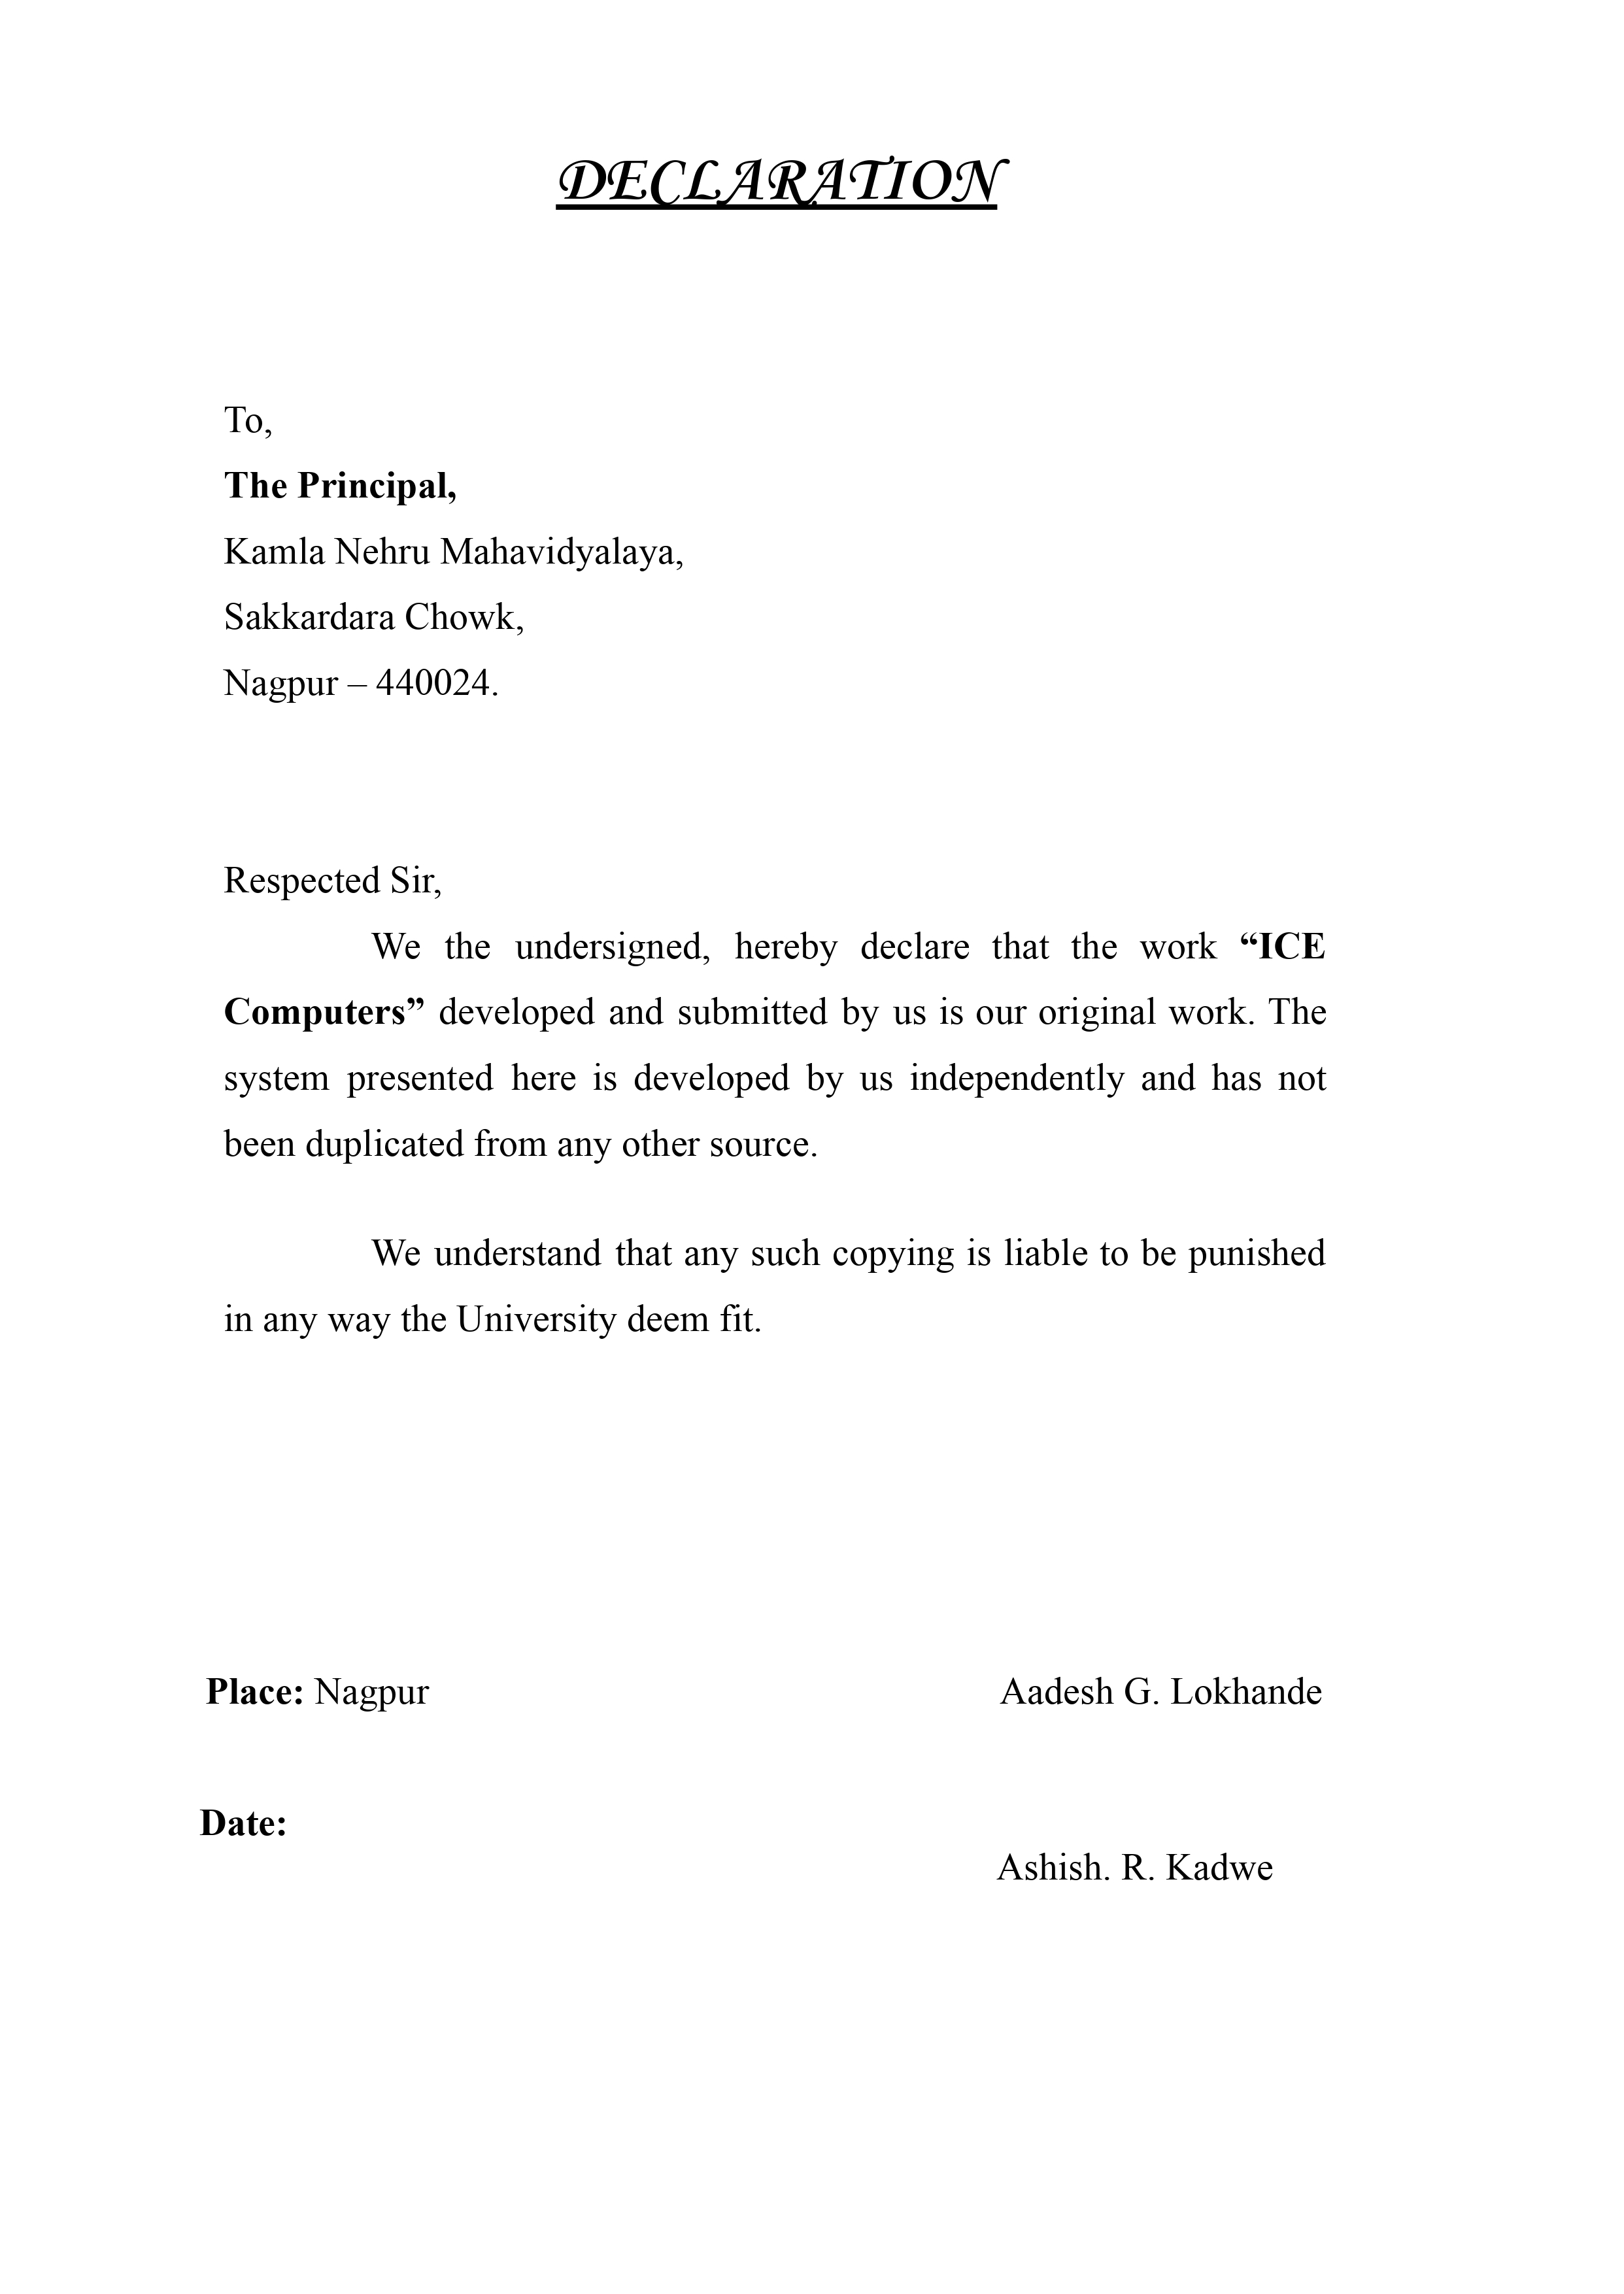 DECLARATION
To,
The Principal,
Kamla Nehru Mahavidyalaya,
Sakkardara Chowk,
Nagpur – 440024.
Respected Sir,
We the undersigned, hereby declare that the work “ICE
Computers” developed and submitted by us is our original work. The
system presented here is developed by us independently and has not
been duplicated from any other source.
We understand that any such copying is liable to be punished
in any way the University deem fit.
Place: Nagpur Aadesh G. Lokhande
Date:
Ashish. R. Kadwe